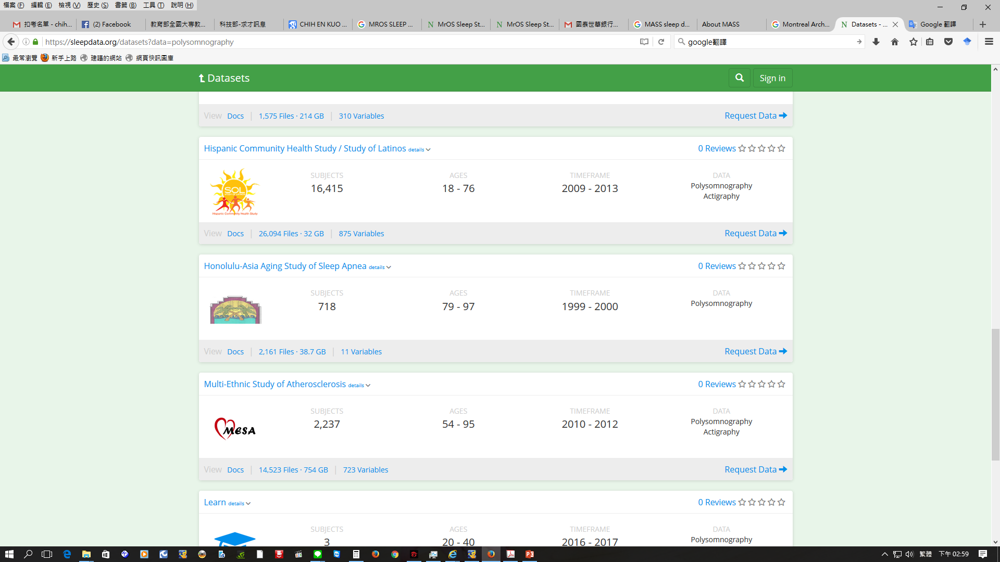 檔案 (F) 編輯 (E) 檢視 (V) 歷史 (S) 書籤 (B) 工具 (T) 說明 (H)
扣考名單 - chih... (2) Facebook 教育部全國大專教... 科技部-求才訊息 CHIH EN KUO ... MROS SLEEP ... MrOS Sleep St... MrOS Sleep St... 國泰世華銀行... MASS sleep d... About MASS Montreal Arch... Datasets - ... Google 翻譯
https://sleepdata.org/datasets?data=polysomnography google翻譯
最常瀏覽 新手上路 建議的網站 網頁快訊圖庫
Datasets Sign in
View Docs | 1,575 Files · 214 GB | 310 Variables Request Data
Hispanic Community Health Study / Study of Latinos details 0 Reviews
SUBJECTS AGES TIMEFRAME DATA
16,415 18 - 76 2009 - 2013 Polysomnography
Actigraphy
SOL
STUDY OF LATINOS
Hispanic Community Health Study
View Docs | 26,094 Files · 32 GB | 875 Variables Request Data
Honolulu-Asia Aging Study of Sleep Apnea details 0 Reviews
SUBJECTS AGES TIMEFRAME DATA
718 79 - 97 1999 - 2000 Polysomnography
View Docs | 2,161 Files · 38.7 GB | 11 Variables Request Data
Multi-Ethnic Study of Atherosclerosis details 0 Reviews
SUBJECTS AGES TIMEFRAME DATA
2,237 54 - 95 2010 - 2012 Polysomnography
Actigraphy
MESA
View Docs | 14,523 Files · 754 GB | 723 Variables Request Data
Learn details 0 Reviews
SUBJECTS AGES TIMEFRAME DATA
3 20 - 40 2016 - 2017 Polysomnography
繁體 下午 02:59